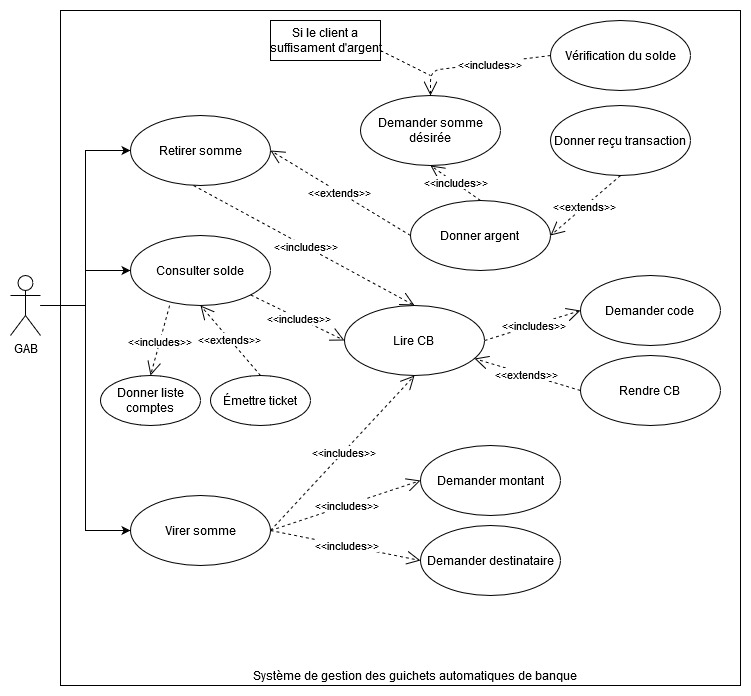 Si le client a
suffisament d'argent
Vérification du solde
<<includes>>
Demander somme
désirée
Donner reçu transaction
Retirer somme
<<includes>>
<<extends>>
<<extends>>
Donner argent
<<includes>>
Consulter solde
GAB
<<includes>>
<<includes>>
<<extends>>
Lire CB
<<includes>>
Demander code
<<extends>>
Rendre CB
Donner liste
comptes
Émettre ticket
<<includes>>
Demander montant
<<includes>>
Virer somme
<<includes>>
Demander destinataire
Système de gestion des guichets automatiques de banque